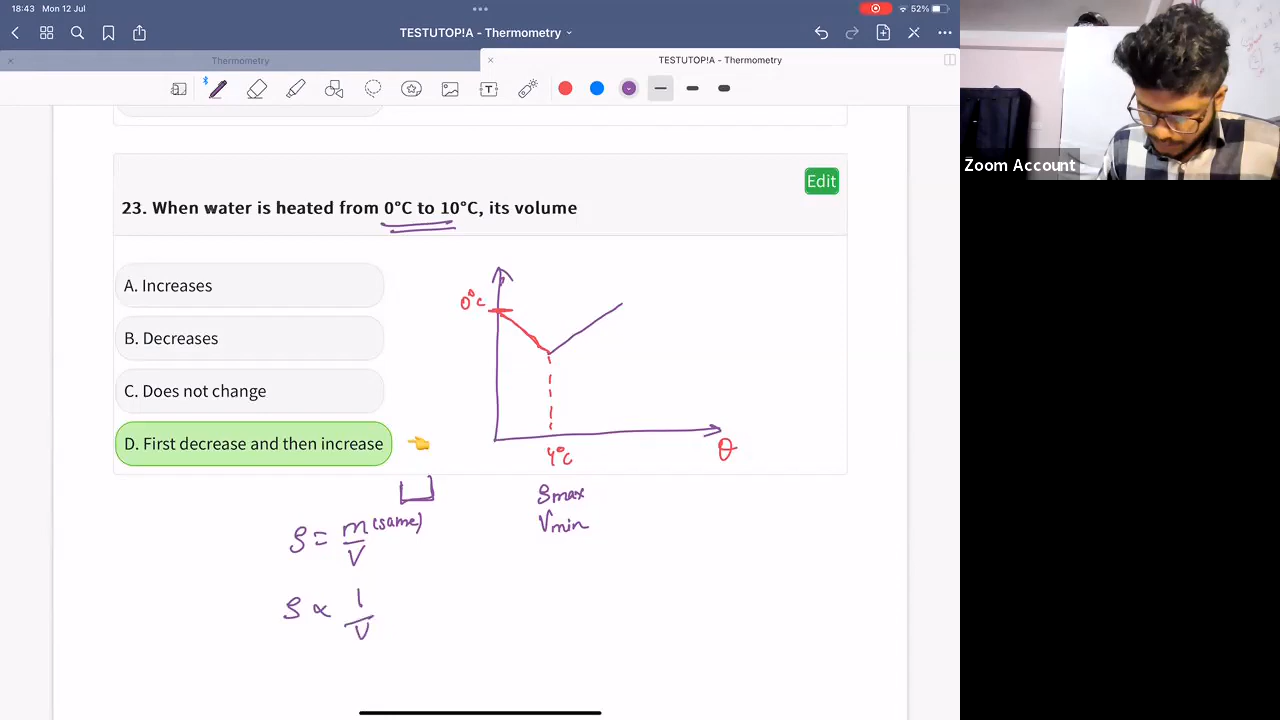 18:43 Mon 12 Jul
52%
TESTUTOP!A - Thermometry
Thermometry
TESTUTOP!A - Thermometry
T
Zoom Account
Edit
23. When water is heated from 0°C to 10°C, its volume
A. Increases
B. Decreases
C. Does not change
D. First decrease and then increase
0°C
4°C
θ
ρmax
Vmin
ρ = m(same)/V
ρ ∝ 1/V